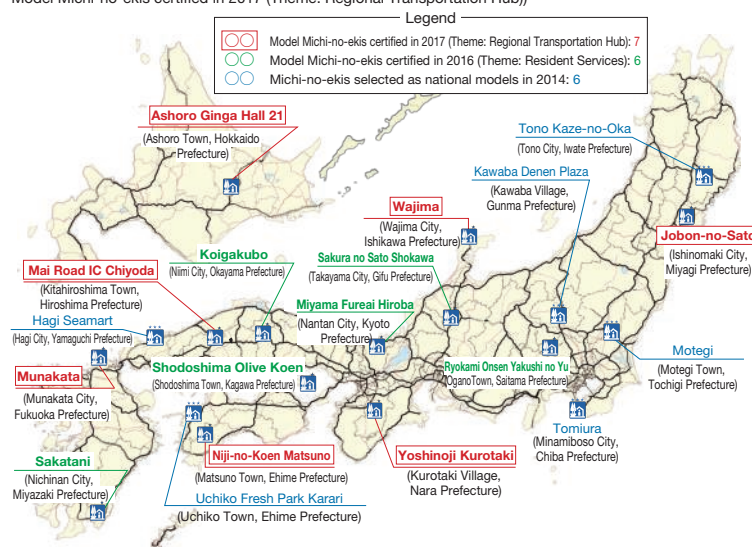 Model Michi-no-ekis certified in 2017 (Theme: Regional Transportation Hub))
Legend
Model Michi-no-ekis certified in 2017 (Theme: Regional Transportation Hub): 7
Model Michi-no-ekis certified in 2016 (Theme: Resident Services): 6
Michi-no-ekis selected as national models in 2014: 6
Ashoro Ginga Hall 21
(Ashoro Town, Hokkaido
Prefecture)
Tono Kaze-no-Oka
(Tono City, Iwate Prefecture)
Kawaba Denen Plaza
(Kawaba Village,
Gunma Prefecture)
Wajima
(Wajima City,
Ishikawa Prefecture)
Jobon-no-Sato
(Ishinomaki City,
Miyagi Prefecture)
Koigakubo
(Niimi City, Okayama Prefecture)
Sakura no Sato Shokawa
(Takayama City, Gifu Prefecture)
Mai Road IC Chiyoda
(Kitahiroshima Town,
Hiroshima Prefecture)
Miyama Fureai Hiroba
(Nantan City, Kyoto
Prefecture)
Hagi Seamart
(Hagi City, Yamaguchi Prefecture)
Motegi
(Motegi Town,
Tochigi Prefecture)
Shodoshima Olive Koen
(Shodoshima Town, Kagawa Prefecture)
Ryokami Onsen Yakushi no Yu
(OganoTown, Saitama Prefecture)
Munakata
(Munakata City,
Fukuoka Prefecture)
Tomiura
(Minamiboso City,
Chiba Prefecture)
Niji-no-Koen Matsuno
(Matsuno Town, Ehime Prefecture)
Yoshinoji Kurotaki
(Kurotaki Village,
Nara Prefecture)
Sakatani
(Nichinan City,
Miyazaki Prefecture)
Uchiko Fresh Park Karari
(Uchiko Town, Ehime Prefecture)